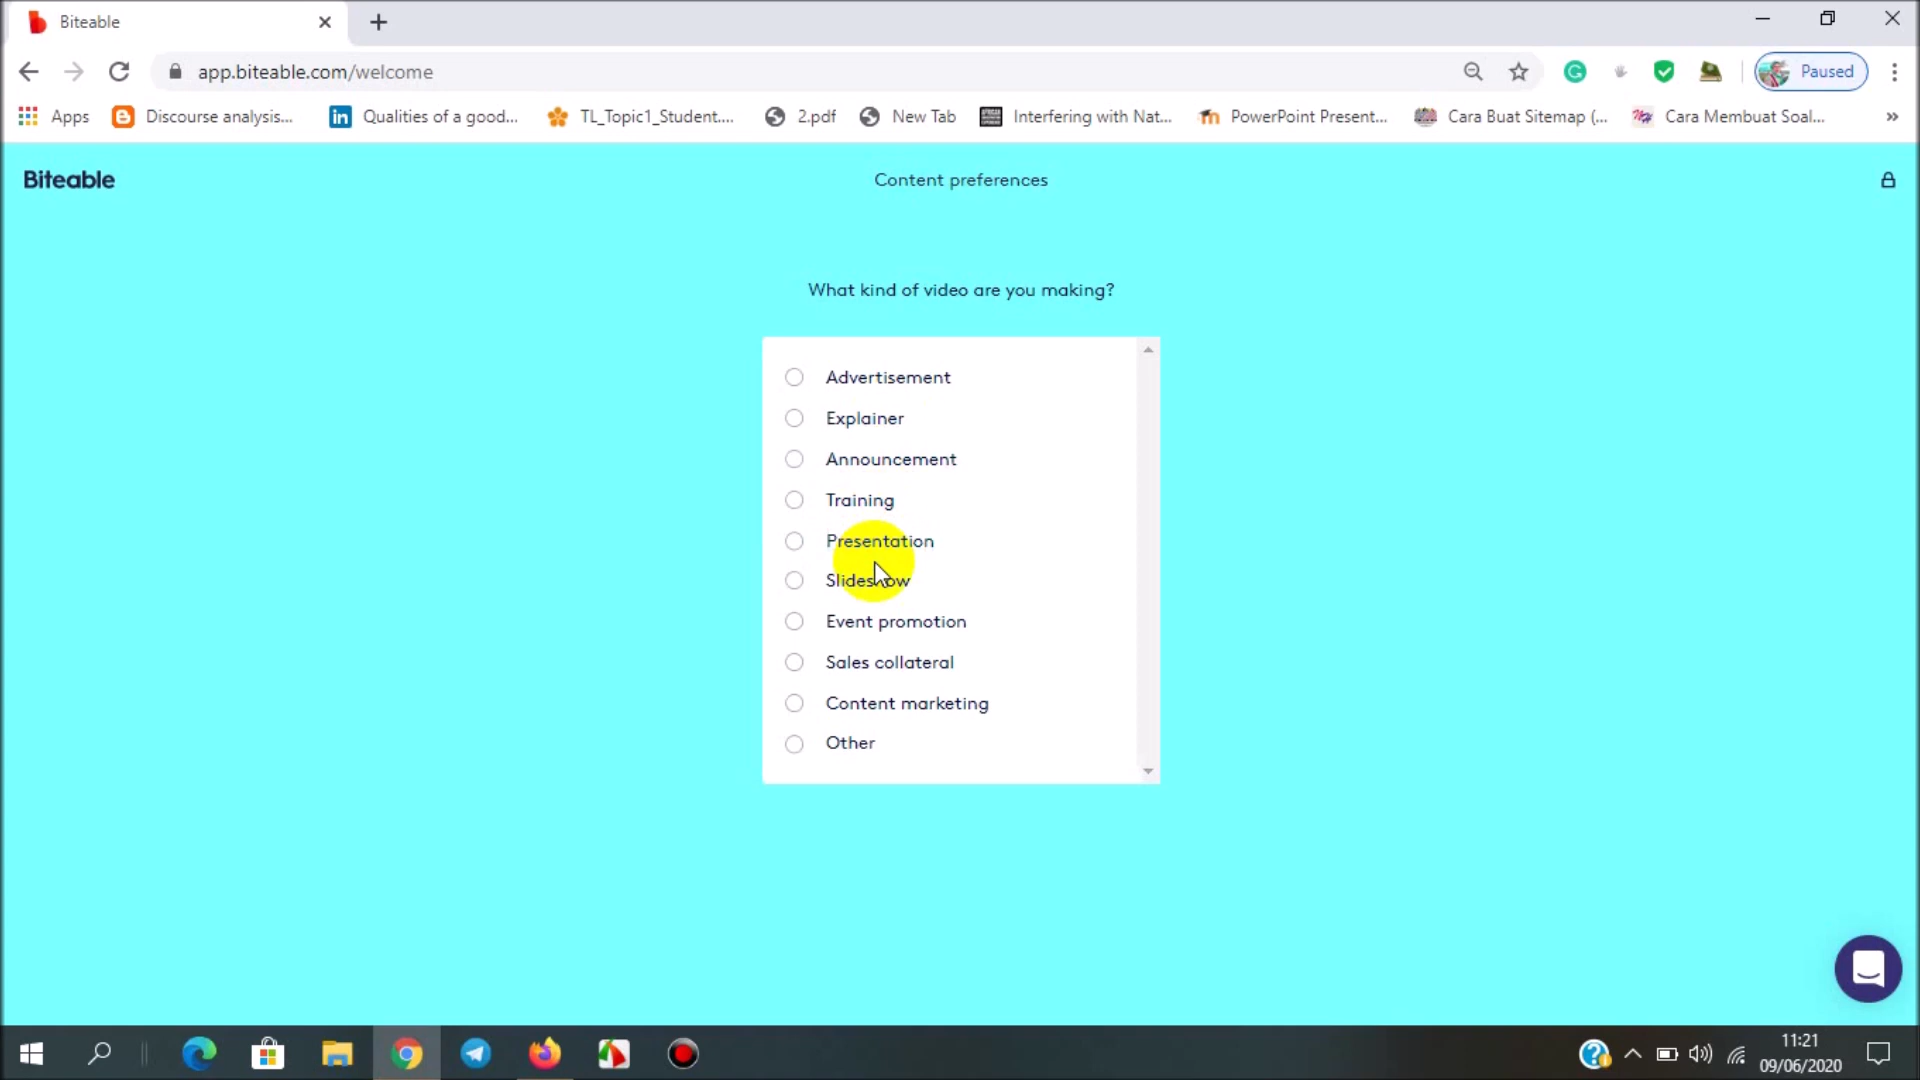 Biteable
app.biteable.com/welcome
Paused
Apps
Discourse analysis...
Qualities of a good...
TL_Topic1_Student....
2.pdf
New Tab
Interfering with Nat...
PowerPoint Present...
Cara Buat Sitemap (...
Cara Membuat Soal...
Biteable
Content preferences
What kind of video are you making?
Advertisement
Explainer
Announcement
Training
Presentation
Slideshow
Event promotion
Sales collateral
Content marketing
Other
11:21
09/06/2020